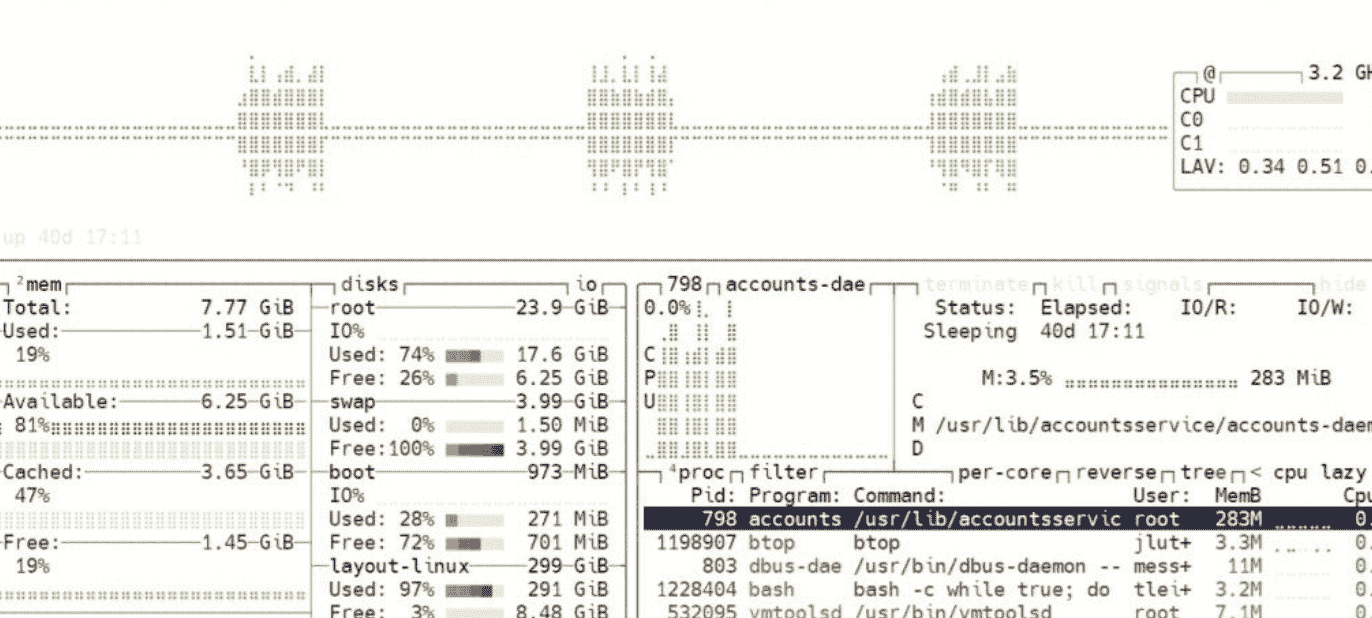 @ 3.2 GH
CPU
C0
C1
LAV: 0.34 0.51 0.
up 40d 17:11
²mem
Total: 7.77 GiB
Used: 1.51 GiB
19%
Available: 6.25 GiB
81%
Cached: 3.65 GiB
47%
Free: 1.45 GiB
19%
disks io
root 23.9 GiB
IO%
Used: 74% 17.6 GiB
Free: 26% 6.25 GiB
swap 3.99 GiB
Used: 0% 1.50 MiB
Free:100% 3.99 GiB
boot 973 MiB
IO%
Used: 28% 271 MiB
Free: 72% 701 MiB
layout-linux 299 GiB
Used: 97% 291 GiB
Free: 3% 8.48 GiB
798 accounts-dae terminate kill signals hide
0.0% Status: Elapsed: IO/R: IO/W:
Sleeping 40d 17:11
CPU
M:3.5% 283 MiB
C
M /usr/lib/accountsservice/accounts-daem
D
⁴proc filter per-core reverse tree < cpu lazy
Pid: Program: Command: User: MemB Cpu
798 accounts /usr/lib/accountsservic root 283M 0.
1198907 btop btop jlut+ 3.3M 0.
803 dbus-dae /usr/bin/dbus-daemon -- mess+ 11M 0.
1228404 bash bash -c while true; do tlei+ 3.2M 0.
532095 vmtoolsd /usr/bin/vmtoolsd root 7.1M 0.